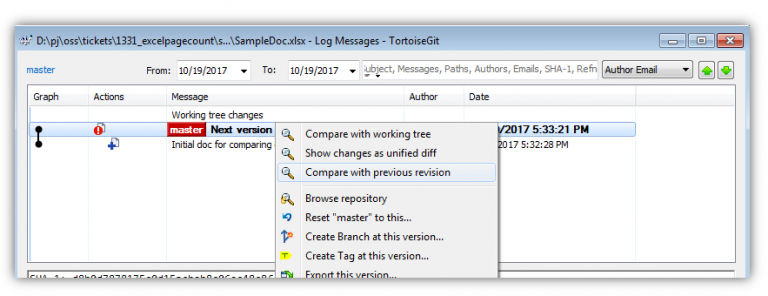 D:\pj\oss\tickets\1331_excelpagecount\s...\SampleDoc.xlsx - Log Messages - TortoiseGit
master From: 10/19/2017 To: 10/19/2017 Subject, Messages, Paths, Authors, Emails, SHA-1, Refn Author Email
Graph Actions Message Author Date
Working tree changes
master Next version /2017 5:33:21 PM
Initial doc for comparing 2017 5:32:28 PM
Compare with working tree
Show changes as unified diff
Compare with previous revision
Browse repository
Reset "master" to this...
Create Branch at this version...
Create Tag at this version...
Export this version...